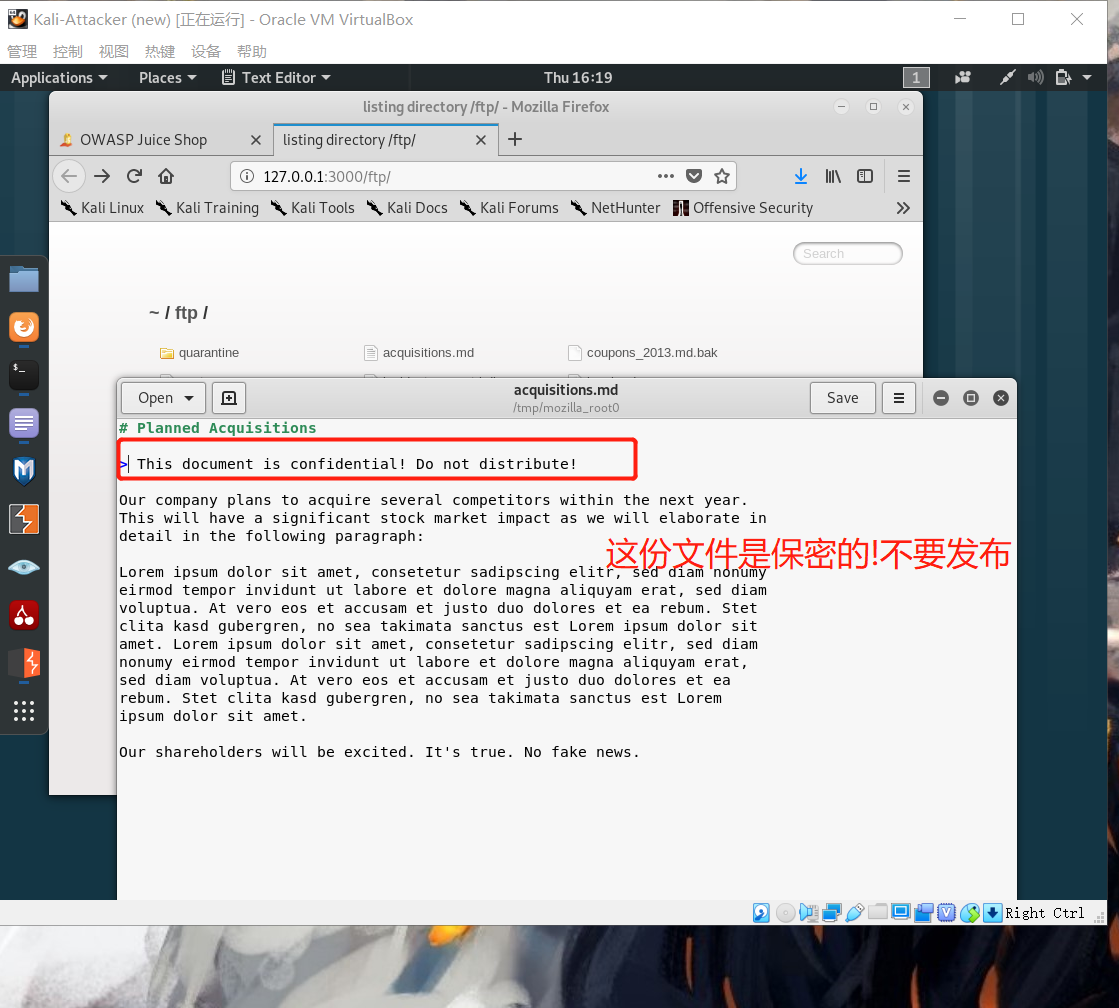 Kali-Attacker (new) [正在运行] - Oracle VM VirtualBox
管理 控制 视图 热键 设备 帮助
Applications Places Text Editor Thu 16:19 1
listing directory /ftp/ - Mozilla Firefox
OWASP Juice Shop listing directory /ftp/
127.0.0.1:3000/ftp/
Kali Linux Kali Training Kali Tools Kali Docs Kali Forums NetHunter Offensive Security
Search
~ / ftp /
quarantine acquisitions.md coupons_2013.md.bak
Open acquisitions.md Save
/tmp/mozilla_root0
# Planned Acquisitions
> This document is confidential! Do not distribute!
Our company plans to acquire several competitors within the next year.
This will have a significant stock market impact as we will elaborate in
detail in the following paragraph:
这份文件是保密的!不要发布
Lorem ipsum dolor sit amet, consetetur sadipscing elitr, sed diam nonumy
eirmod tempor invidunt ut labore et dolore magna aliquyam erat, sed diam
voluptua. At vero eos et accusam et justo duo dolores et ea rebum. Stet
clita kasd gubergren, no sea takimata sanctus est Lorem ipsum dolor sit
amet. Lorem ipsum dolor sit amet, consetetur sadipscing elitr, sed diam
nonumy eirmod tempor invidunt ut labore et dolore magna aliquyam erat,
sed diam voluptua. At vero eos et accusam et justo duo dolores et ea
rebum. Stet clita kasd gubergren, no sea takimata sanctus est Lorem
ipsum dolor sit amet.
Our shareholders will be excited. It's true. No fake news.
Right Ctrl